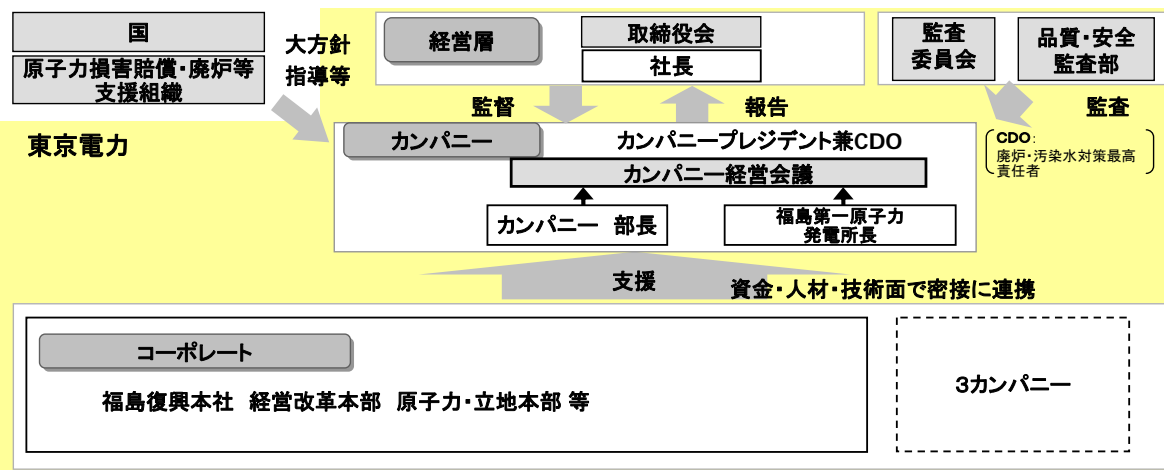 国
原子力損害賠償・廃炉等
支援組織
大方針
指導等
経営層
取締役会
社長
監査
委員会
品質・安全
監査部
監督
報告
監査
東京電力
カンパニー
カンパニープレジデント兼CDO
カンパニー経営会議
カンパニー 部長
福島第一原子力
発電所長
CDO:
廃炉・汚染水対策最高
責任者
支援
資金・人材・技術面で密接に連携
コーポレート
福島復興本社 経営改革本部 原子力・立地本部 等
3カンパニー